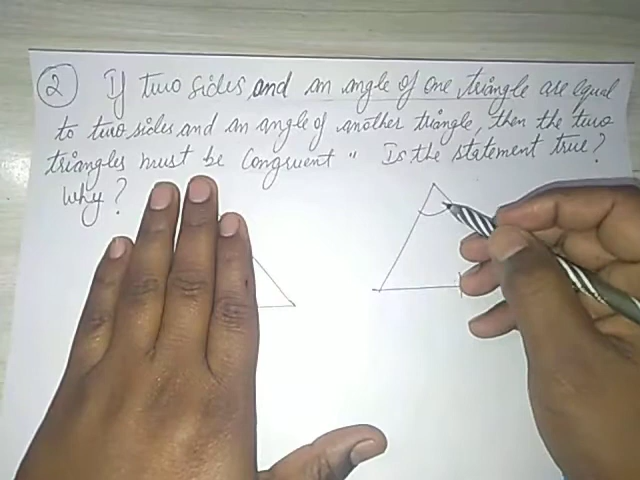 ② If two sides and an angle of one triangle are equal
to two sides and an angle of another triangle, then the two
triangles must be congruent " Is the statement true?
Why?